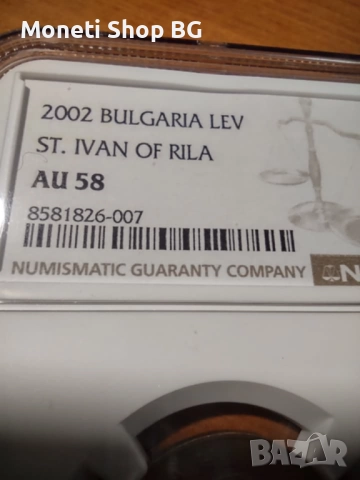 Moneti Shop BG
2002 BULGARIA LEV
ST. IVAN OF RILA
AU 58
8581826-007
NUMISMATIC GUARANTY COMPANY
N
BAZAR